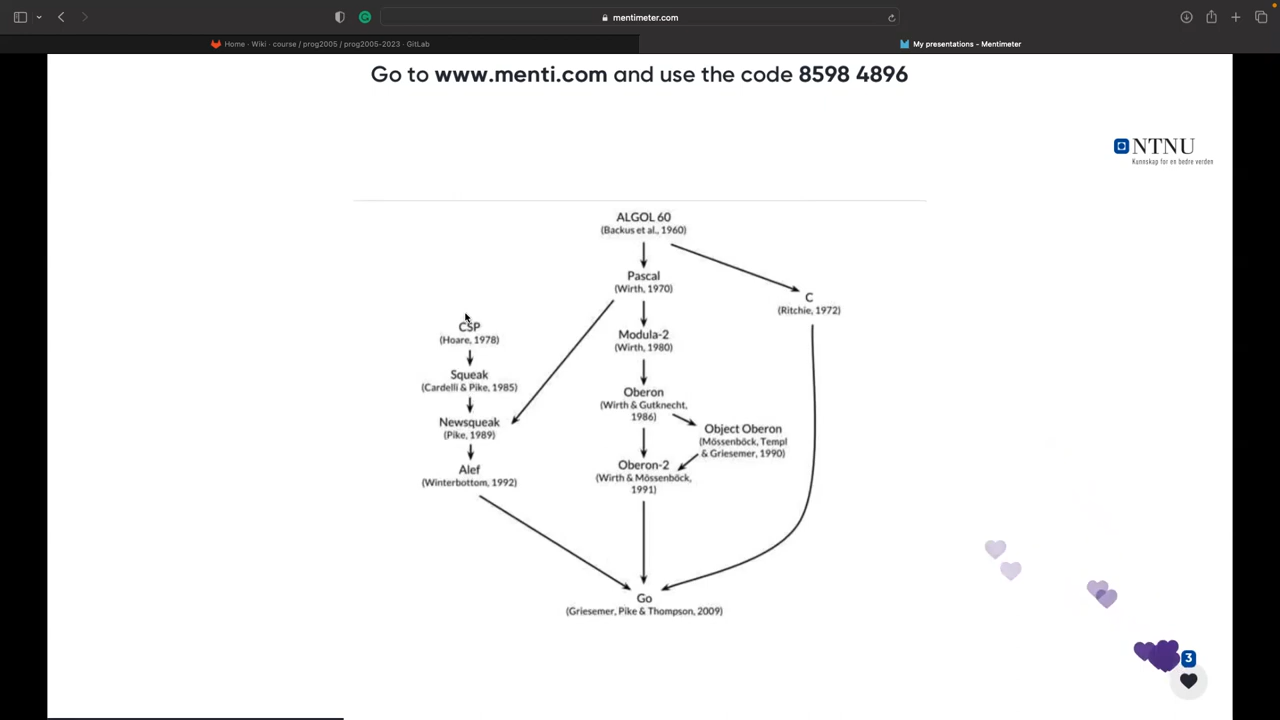 mentimeter.com
Home · Wiki · course / prog2005 / prog2005-2023 · GitLab
My presentations - Mentimeter
Go to www.menti.com and use the code 8598 4896
NTNU
Kunnskap for en bedre verden
ALGOL 60
(Backus et al., 1960)
Pascal
(Wirth, 1970)
C
(Ritchie, 1972)
CSP
(Hoare, 1978)
Modula-2
(Wirth, 1980)
Squeak
(Cardelli & Pike, 1985)
Oberon
(Wirth & Gutknecht,
1986)
Newsqueak
(Pike, 1989)
Object Oberon
(Mössenböck, Templ
& Griesemer, 1990)
Alef
(Winterbottom, 1992)
Oberon-2
(Wirth & Mössenböck,
1991)
Go
(Griesemer, Pike & Thompson, 2009)
3